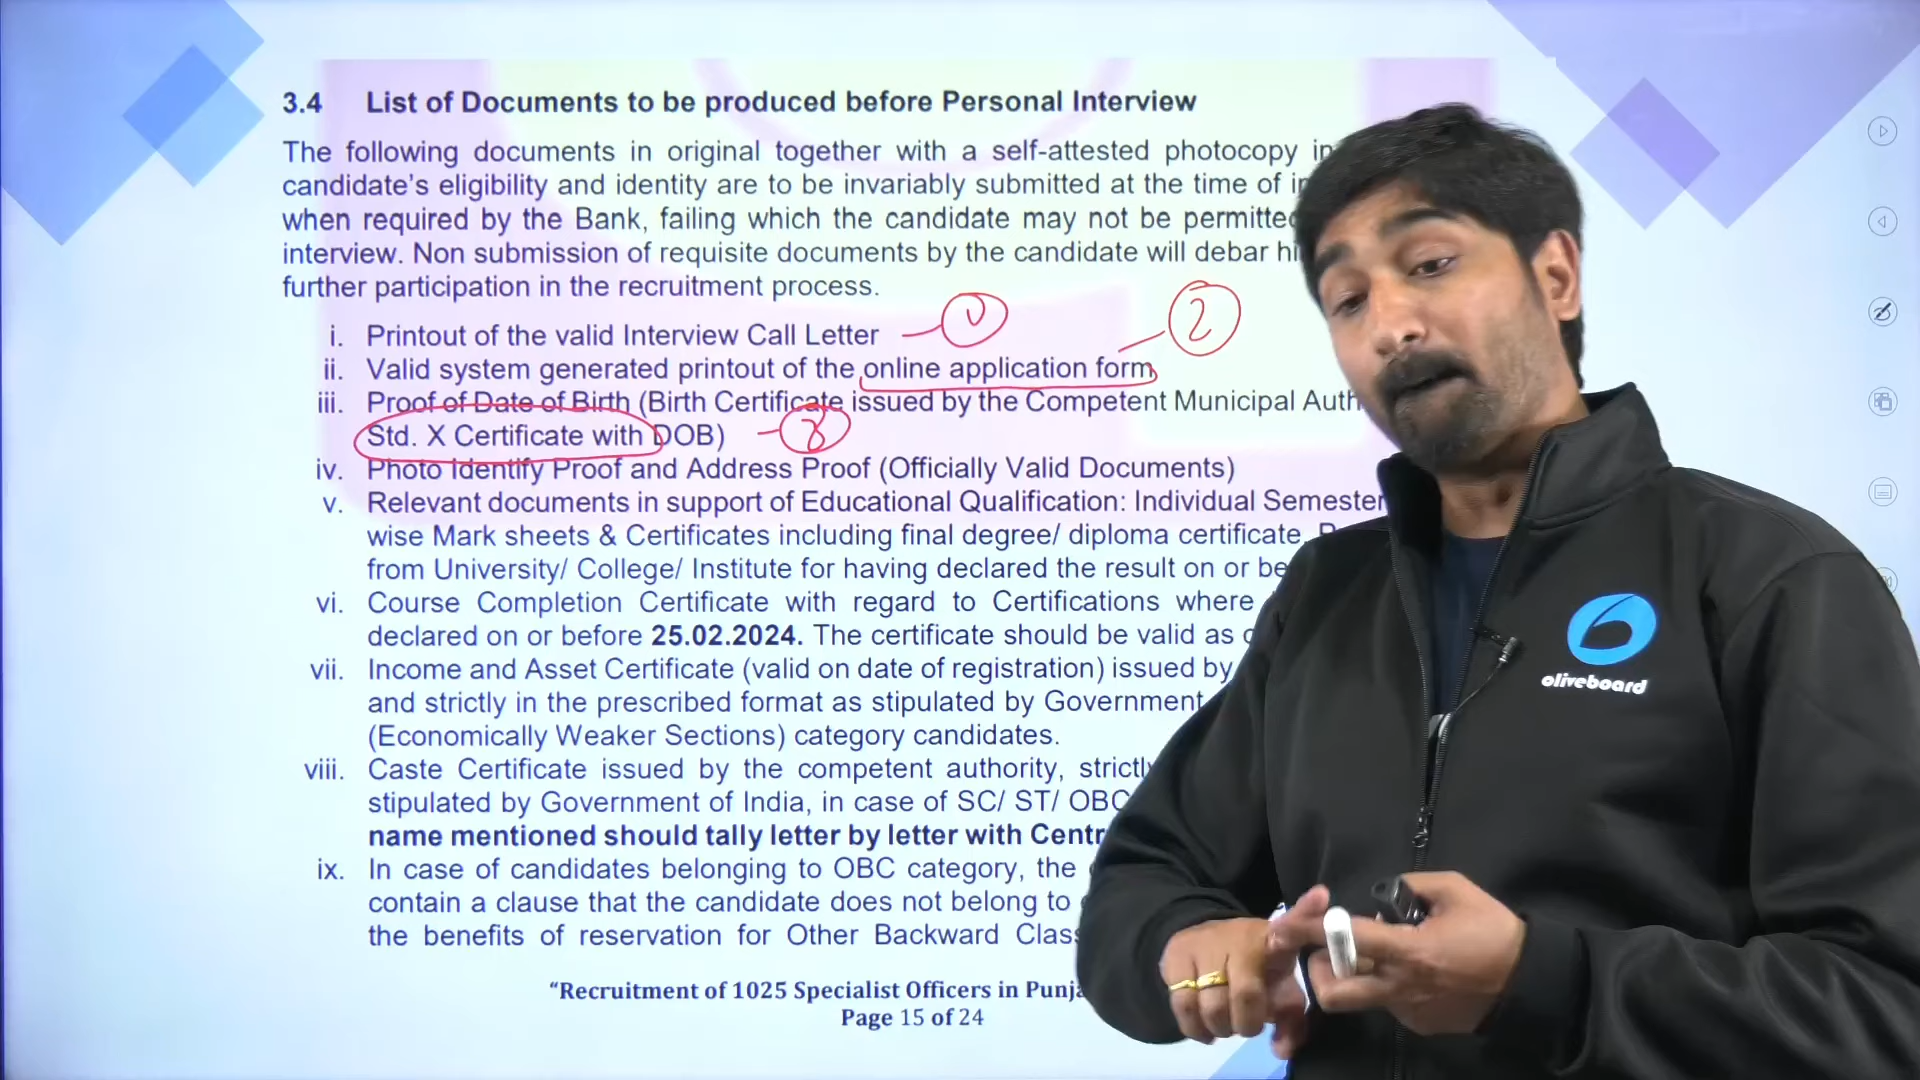 3.4 List of Documents to be produced before Personal Interview
The following documents in original together with a self-attested photocopy in
candidate's eligibility and identity are to be invariably submitted at the time of
when required by the Bank, failing which the candidate may not be permitted
interview. Non submission of requisite documents by the candidate will debar
further participation in the recruitment process.
i. Printout of the valid Interview Call Letter
2
ii. Valid system generated printout of the online application form
iii. Proof of Date of Birth (Birth Certificate issued by the Competent Municipal
Std. X Certificate with DOB)
iv. Photo Identify Proof and Address Proof (Officially Valid Documents)
v. Relevant documents in support of Educational Qualification: Individual Semester
wise Mark sheets & Certificates including final degree/ diploma certificate.
from University/ College/ Institute for having declared the result on or
vi. Course Completion Certificate with regard to Certifications where
declared on or before 25.02.2024. The certificate should be valid as
vii. Income and Asset Certificate (valid on date of registration) issued by
and strictly in the prescribed format as stipulated by Government
(Economically Weaker Sections) category candidates.
viii. Caste Certificate issued by the competent authority, strictly
stipulated by Government of India, in case of SC/ ST/ OBC
name mentioned should tally letter by letter with
ix. In case of candidates belonging to OBC category, the
contain a clause that the candidate does not belong to
the benefits of reservation for Other Backward
"Recruitment of 1025 Specialist Officers in
Page 15 of 24
oliveboard